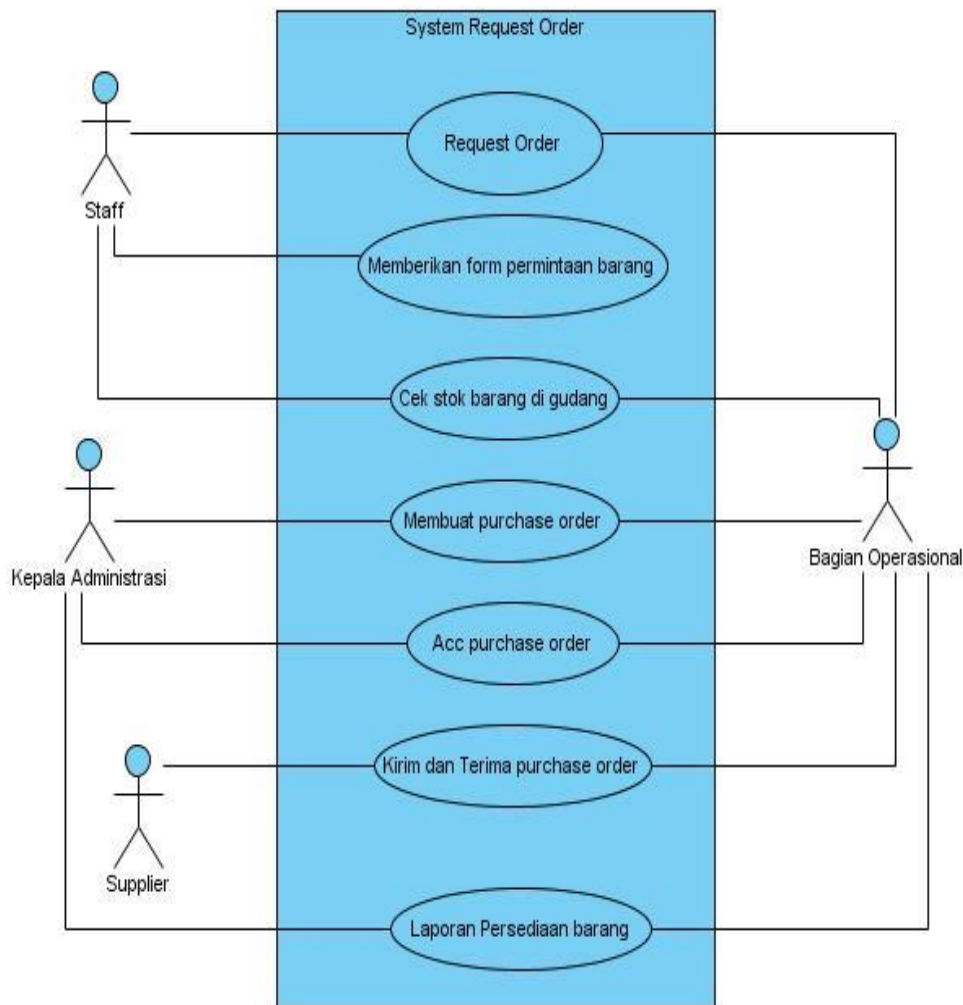 System Request Order
Request Order
Staff
Memberikan form permintaan barang
Cek stok barang di gudang
Membuat purchase order
Bagian Operasional
Kepala Administrasi
Acc purchase order
Kirim dan Terima purchase order
Supplier
Laporan Persediaan barang